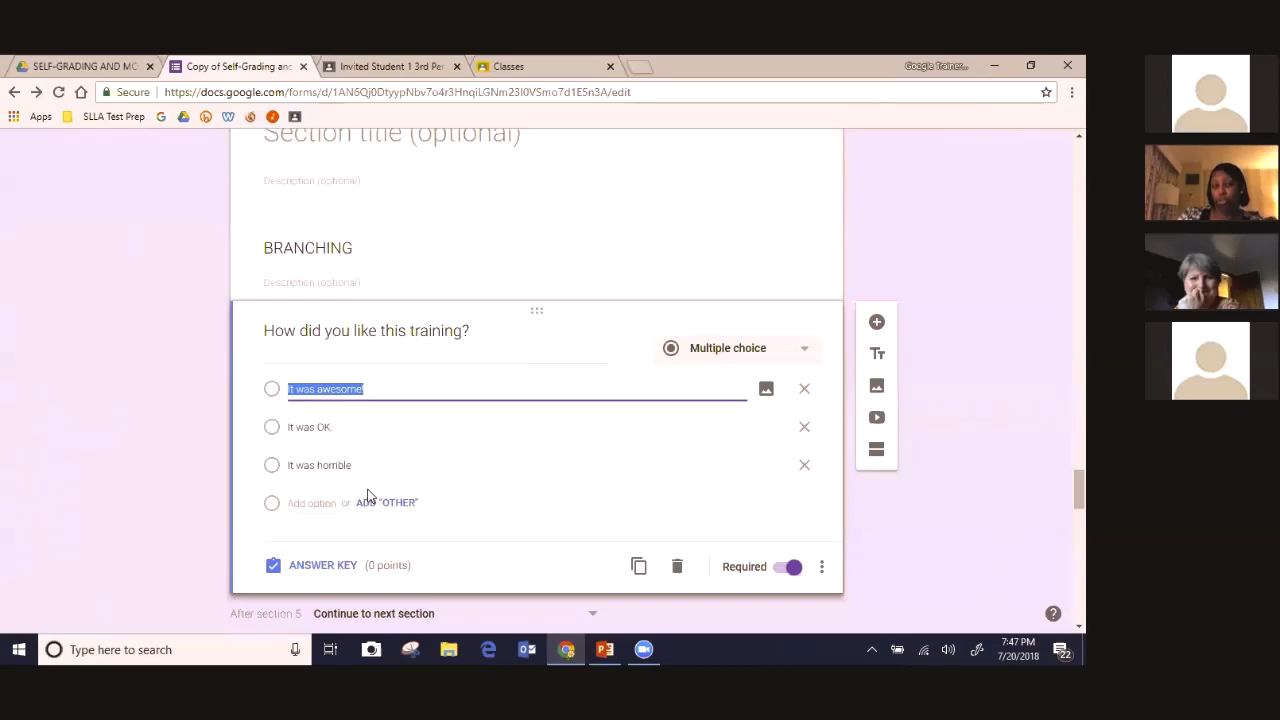 SELF-GRADING AND MO
Copy of Self-Grading and
Invited Student 1 3rd Per
Classes
Google Trainer...
Secure
https://docs.google.com/forms/d/1AN6Qj0DtyypNbv7o4r3HnqiLGNm23I0VSmo7d1E5n3A/edit
Apps
SLLA Test Prep
Section title (optional)
Description (optional)
BRANCHING
Description (optional)
How did you like this training?
Multiple choice
It was awesome!
It was OK.
It was horrible
Add option or ADD "OTHER"
ANSWER KEY (0 points)
Required
After section 5 Continue to next section
Type here to search
7:47 PM
7/20/2018
22